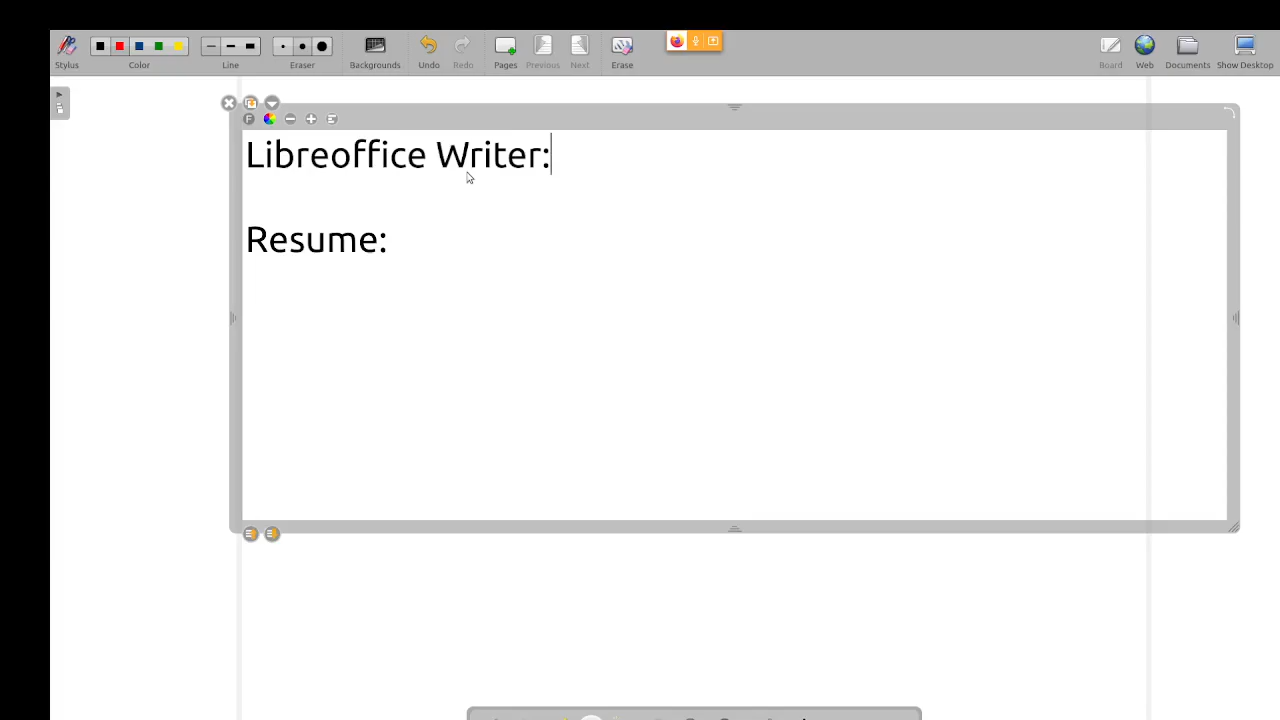 Stylus
Color
Line
Eraser
Backgrounds
Undo
Redo
Pages
Previous
Next
Erase
Board
Web
Documents
Show Desktop
F
Libreoffice Writer:
Resume: